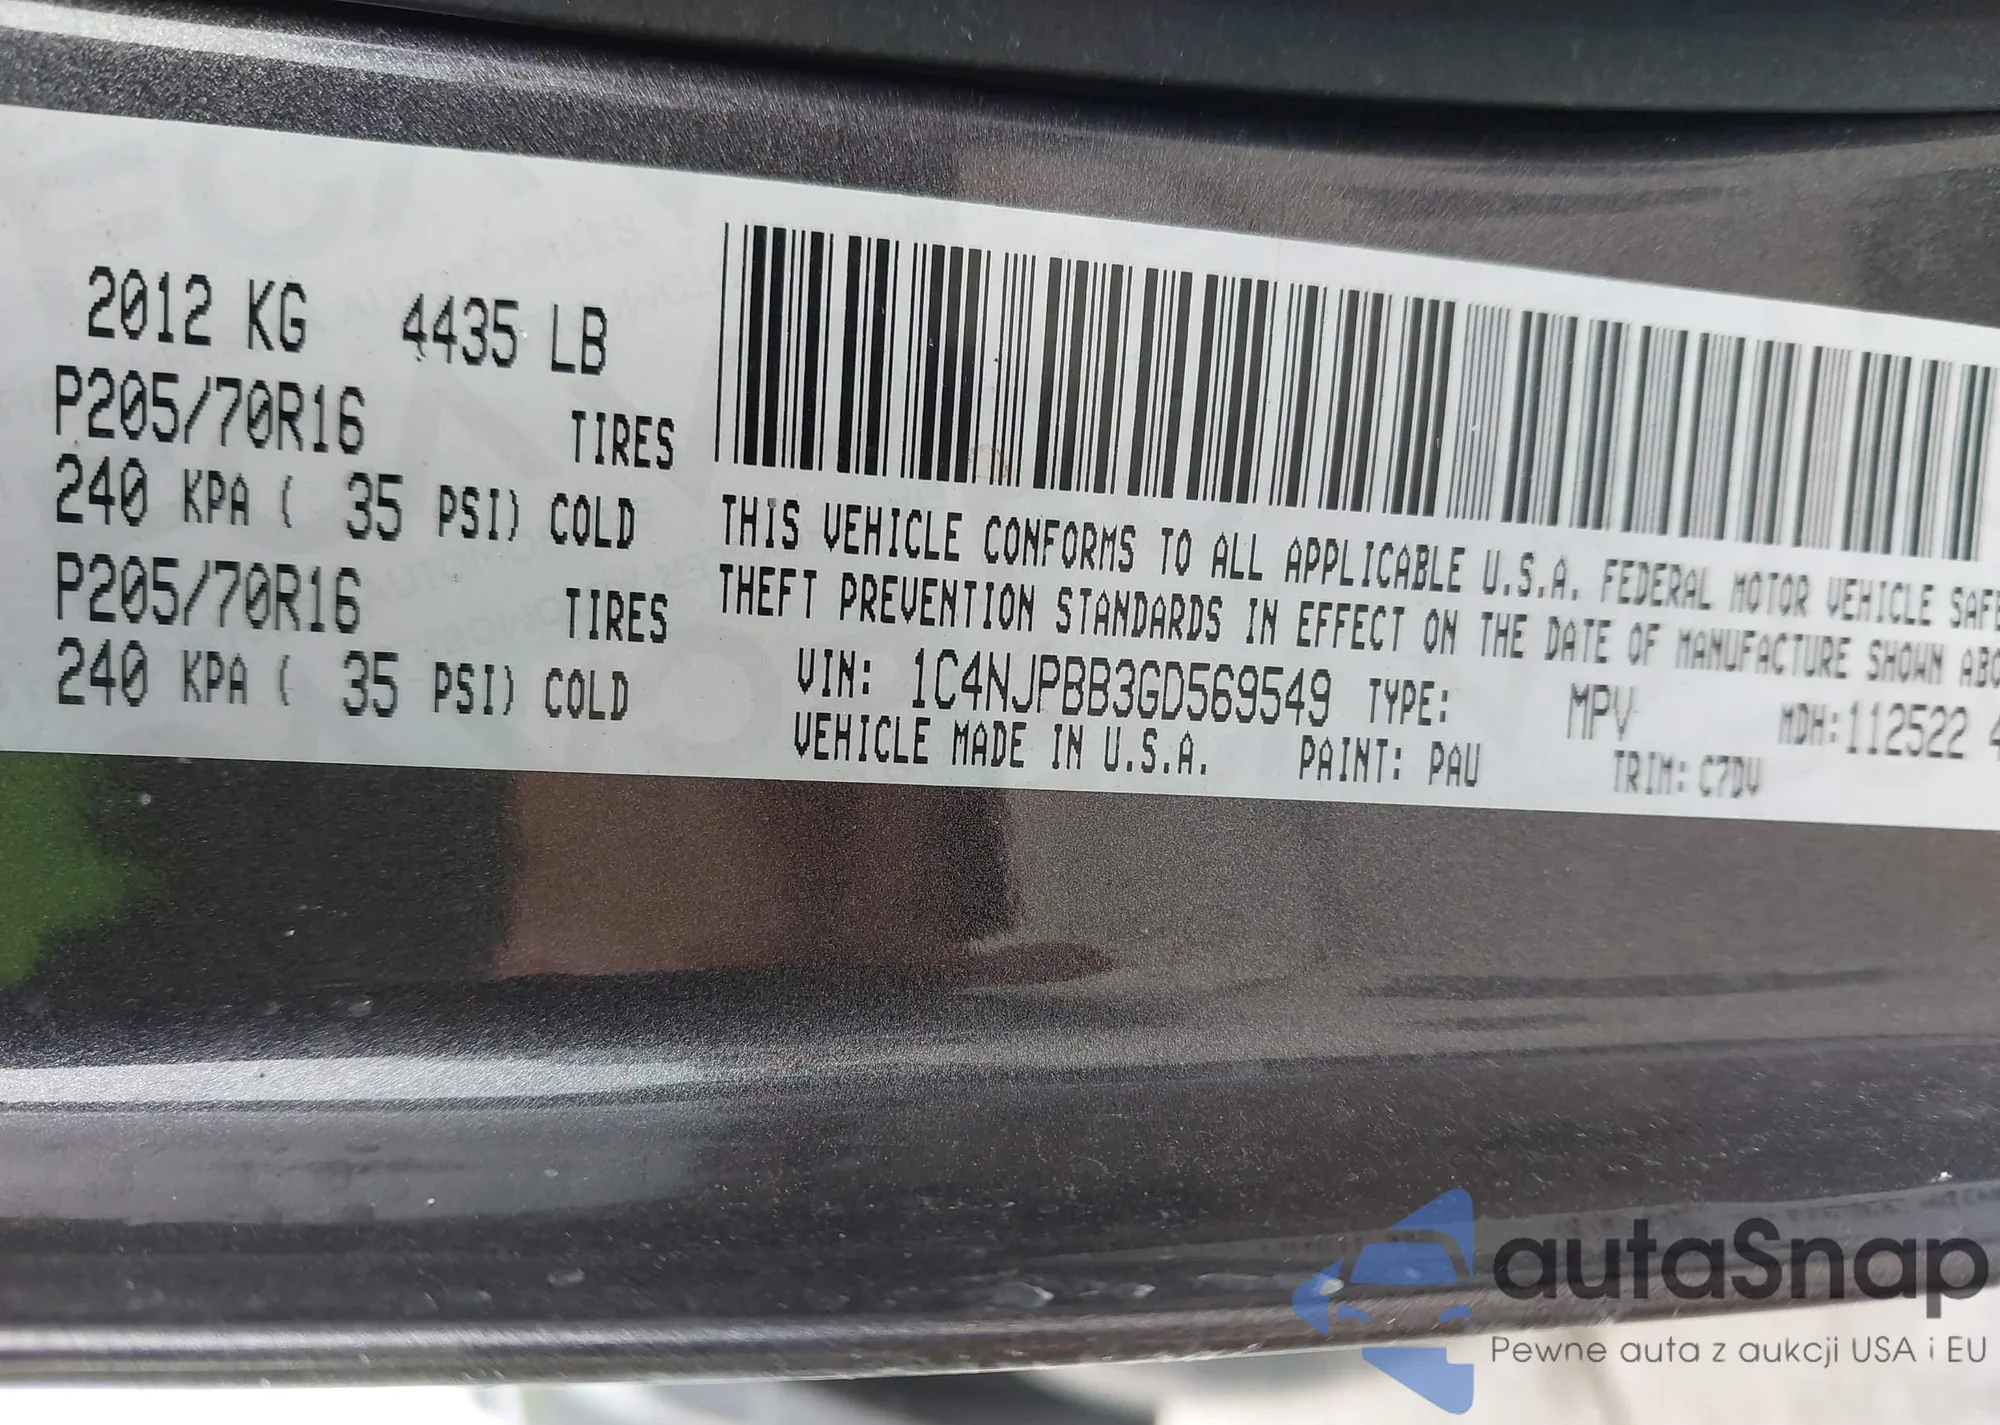 2012 KG 4435 LB
P205/70R16 TIRES
240 KPA ( 35 PSI) COLD
P205/70R16 TIRES
240 KPA ( 35 PSI) COLD
THIS VEHICLE CONFORMS TO ALL APPLICABLE U.S.A. FEDERAL MOTOR VEHICLE SAFE
THEFT PREVENTION STANDARDS IN EFFECT ON THE DATE OF MANUFACTURE SHOWN ABO
VIN: 1C4NJPBB3GD569549 TYPE: MPV MDH:112522 4
VEHICLE MADE IN U.S.A. PAINT: PAU TRIM: C7DV
autaSnap
Pewne auta z aukcji USA i EU